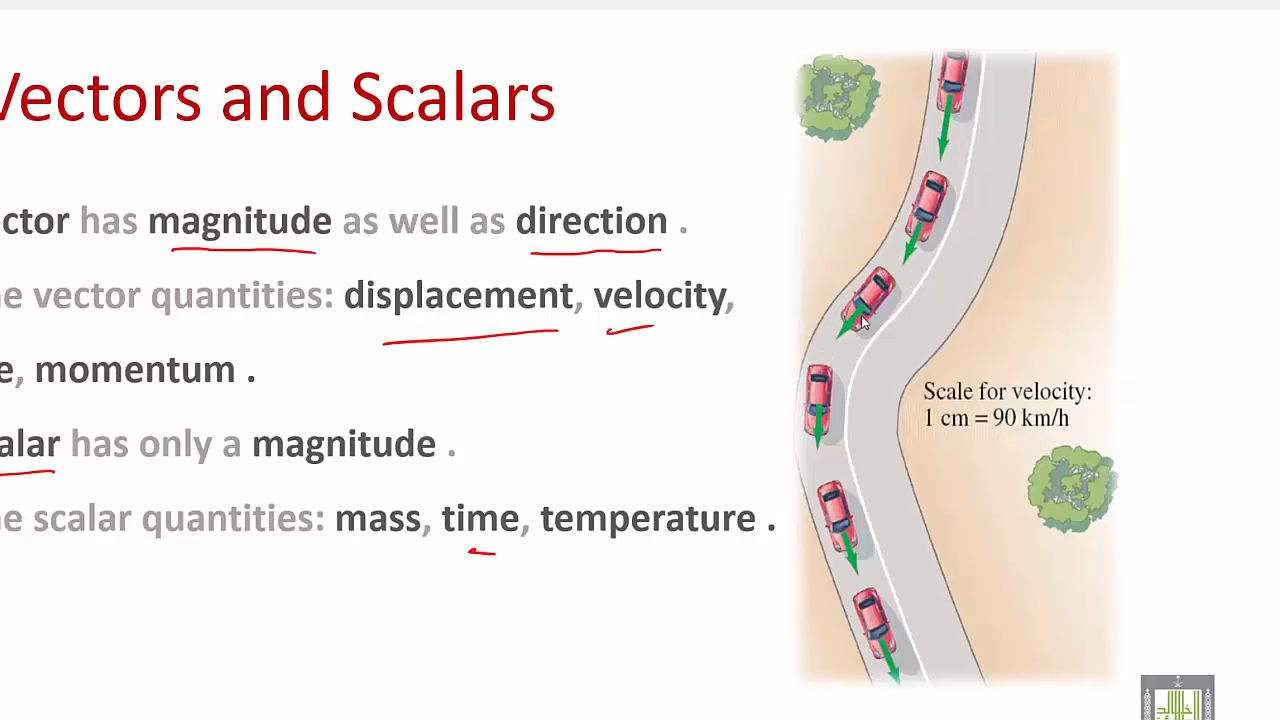 Vectors and Scalars
ctor has magnitude as well as direction .
e vector quantities: displacement, velocity,
e, momentum .
alar has only a magnitude .
e scalar quantities: mass, time, temperature .
Scale for velocity:
1 cm = 90 km/h